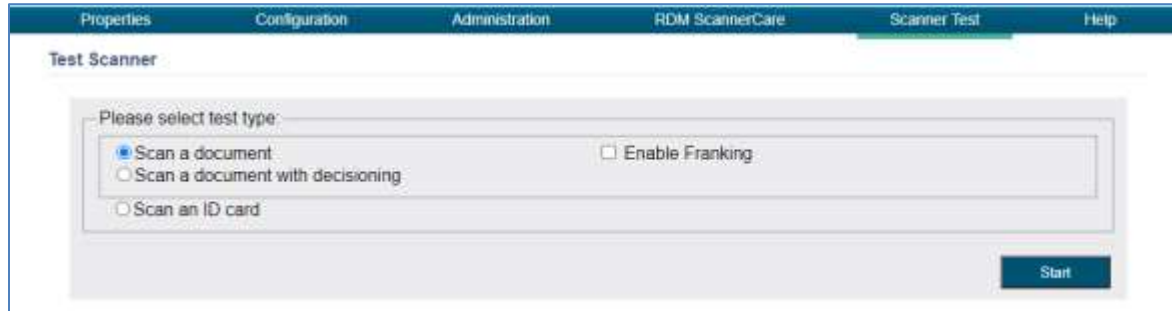 Properties Configuration Administration RDM ScannerCare Scanner Test Help
Test Scanner
Please select test type:
Scan a document Enable Franking
Scan a document with decisioning
Scan an ID card
Start